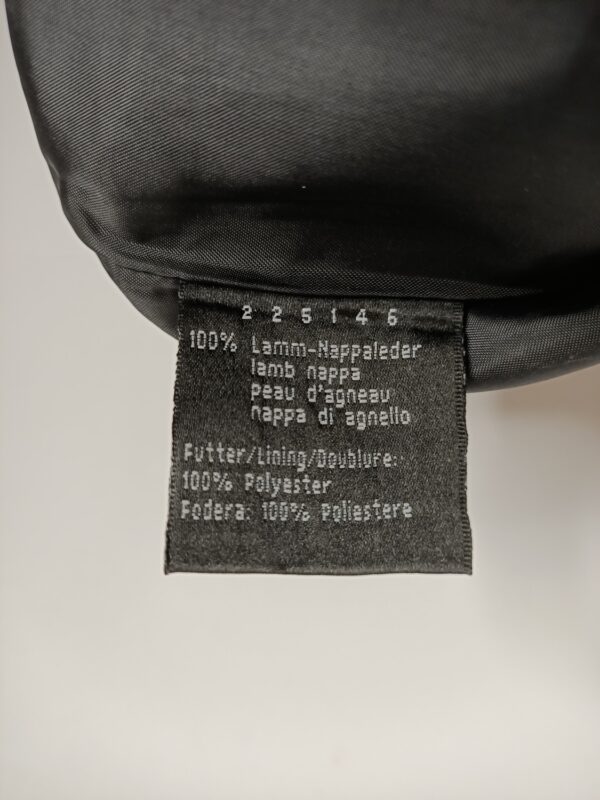 2 2 5 1 4 6
100% Lamm-Nappaleder
lamb nappa
peau d'agneau
nappa di agnello
Futter/Lining/Doublure:
100% Polyester
Fodera: 100% Poliestere